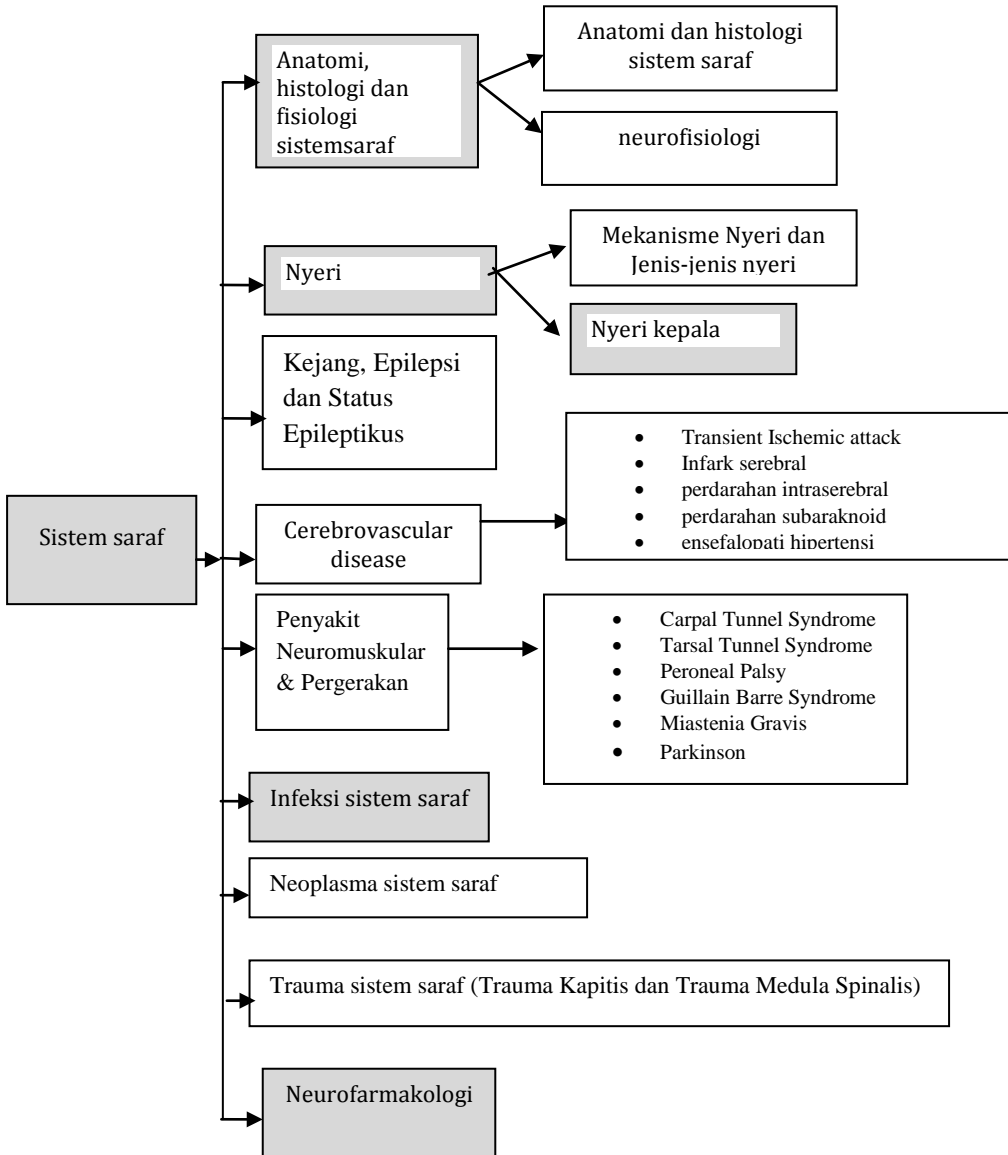 Sistem saraf
Anatomi,
histologi dan
fisiologi
sistemsaraf
Anatomi dan histologi
sistem saraf
neurofisiologi
Nyeri
Mekanisme Nyeri dan
Jenis-jenis nyeri
Nyeri kepala
Kejang, Epilepsi
dan Status
Epileptikus
Cerebrovascular
disease
• Transient Ischemic attack
• Infark serebral
• perdarahan intraserebral
• perdarahan subaraknoid
• ensefalopati hipertensi
Penyakit
Neuromuskular
& Pergerakan
• Carpal Tunnel Syndrome
• Tarsal Tunnel Syndrome
• Peroneal Palsy
• Guillain Barre Syndrome
• Miastenia Gravis
• Parkinson
Infeksi sistem saraf
Neoplasma sistem saraf
Trauma sistem saraf (Trauma Kapitis dan Trauma Medula Spinalis)
Neurofarmakologi